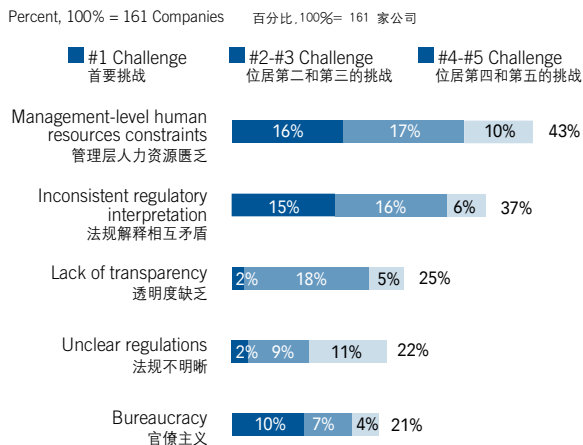 Percent, 100% = 161 Companies 百分比,100%= 161 家公司
#1 Challenge #2-#3 Challenge #4-#5 Challenge
首要挑战 位居第二和第三的挑战 位居第四和第五的挑战
Management-level human
resources constraints
管理层人力资源匮乏
16% 17% 10% 43%
Inconsistent regulatory
interpretation
法规解释相互矛盾
15% 16% 6% 37%
Lack of transparency
透明度缺乏
2% 18% 5% 25%
Unclear regulations
法规不明晰
2% 9% 11% 22%
Bureaucracy
官僚主义
10% 7% 4% 21%